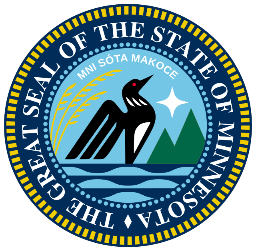 THE GREAT SEAL OF THE STATE OF MINNESOTA
MNI SÓTA MAKOCE